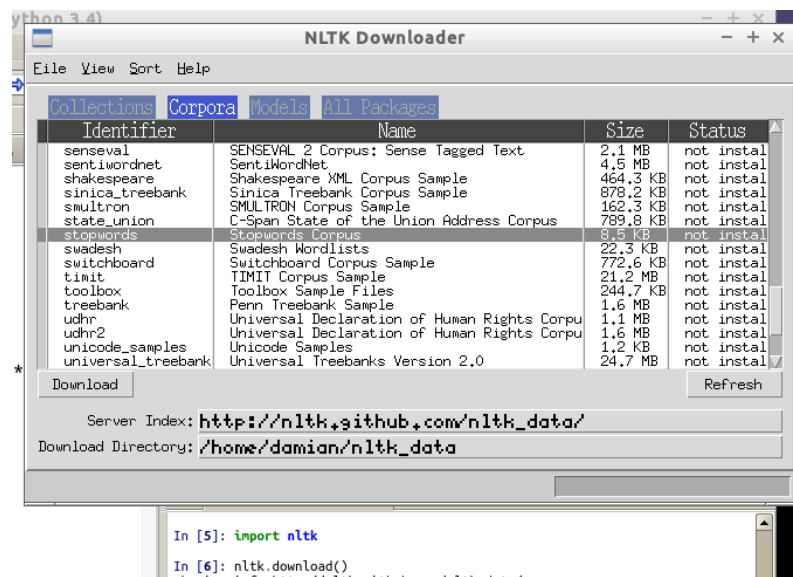 ython 3.4)
NLTK Downloader
File View Sort Help
Collections Corpora Models All Packages
Identifier Name Size Status
senseval SENSEVAL 2 Corpus: Sense Tagged Text 2.1 MB not instal
sentiwordnet SentiWordNet 4.5 MB not instal
shakespeare Shakespeare XML Corpus Sample 464.3 KB not instal
sinica_treebank Sinica Treebank Corpus Sample 878.2 KB not instal
smultron SMULTRON Corpus Sample 162.3 KB not instal
state_union C-Span State of the Union Address Corpus 789.8 KB not instal
stopwords Stopwords Corpus 8.5 KB not instal
swadesh Swadesh Wordlists 22.3 KB not instal
switchboard Switchboard Corpus Sample 772.6 KB not instal
timit TIMIT Corpus Sample 21.2 MB not instal
toolbox Toolbox Sample Files 244.7 KB not instal
treebank Penn Treebank Sample 1.6 MB not instal
udhr Universal Declaration of Human Rights Corpu 1.1 MB not instal
udhr2 Universal Declaration of Human Rights Corpu 1.6 MB not instal
unicode_samples Unicode Samples 1.2 KB not instal
universal_treebank Universal Treebanks Version 2.0 24.7 MB not instal
*
Download Refresh
Server Index: http://nltk.github.com/nltk_data/
Download Directory: /home/damian/nltk_data
In [5]: import nltk
In [6]: nltk.download()